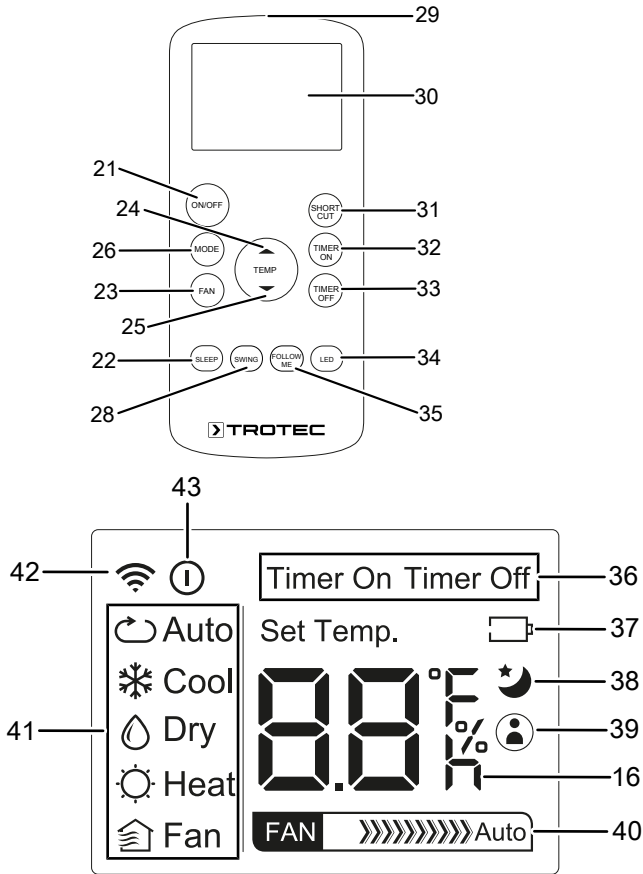 29
30
21
ON/OFF
24
SHORT
CUT
31
26
MODE
TIMER
ON
32
TEMP
23
FAN
TIMER
OFF
33
25
22
SLEEP
SWING
FOLLOW
ME
LED
34
28
35
TROTEC
43
42
Timer On Timer Off
36
Auto
Set Temp.
37
Cool
88
°F
38
41
Dry
%
39
Heat
h
16
Fan
FAN
Auto
40